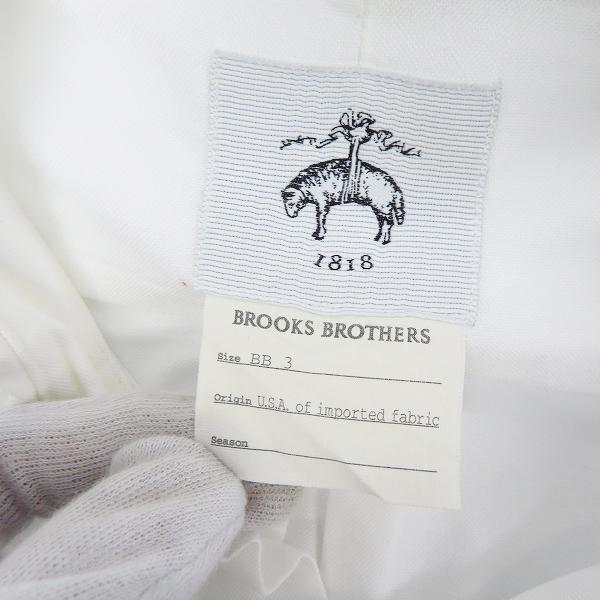 1818
BROOKS BROTHERS
Size BB 3
Origin U.S.A. of imported fabric
Season